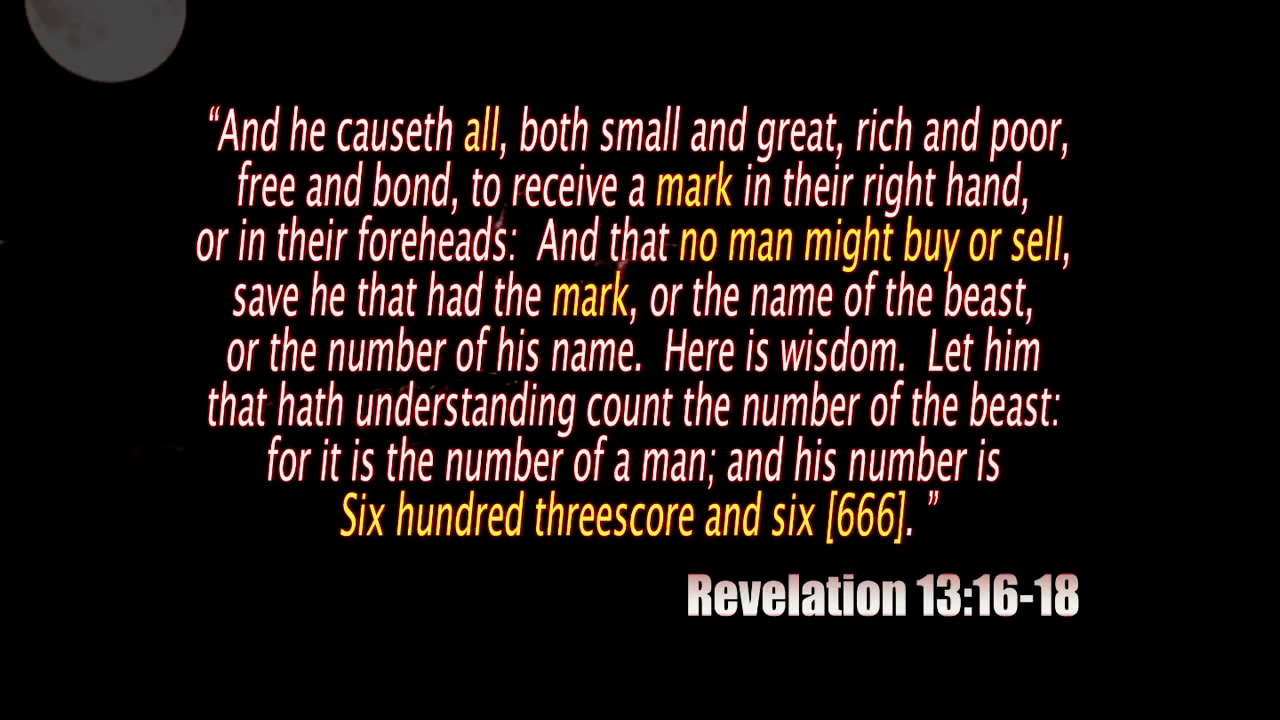 “And he causeth all, both small and great, rich and poor,
free and bond, to receive a mark in their right hand,
or in their foreheads:  And that no man might buy or sell,
save he that had the mark, or the name of the beast,
or the number of his name.  Here is wisdom.  Let him
that hath understanding count the number of the beast:
for it is the number of a man; and his number is
Six hundred threescore and six [666]. ”
Revelation 13:16-18